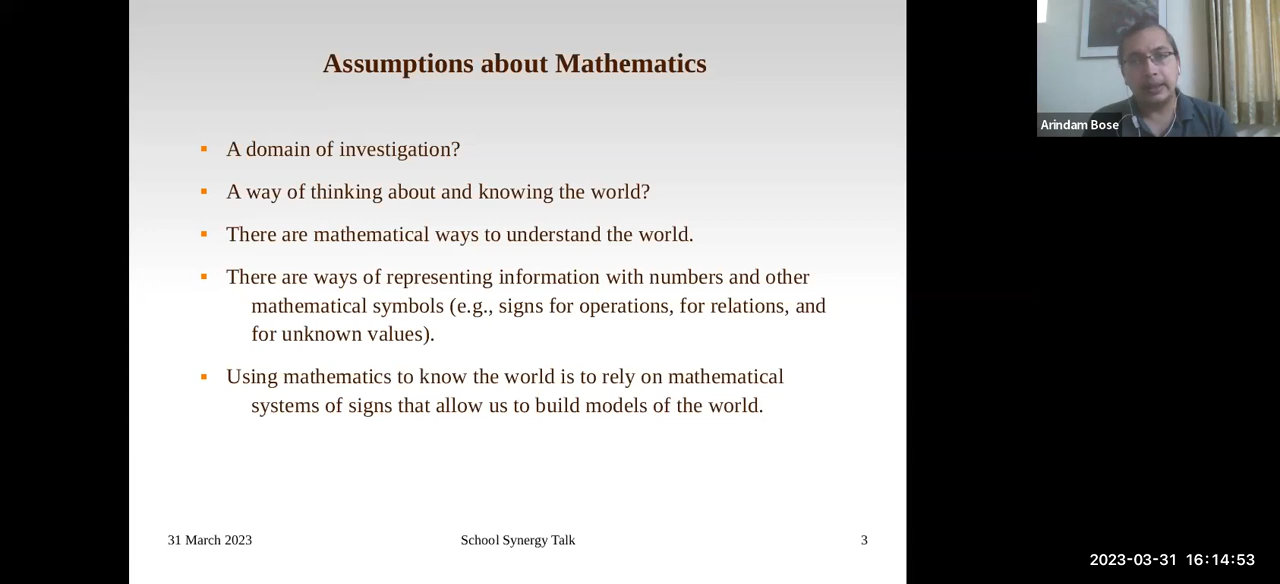 Assumptions about Mathematics
A domain of investigation?
A way of thinking about and knowing the world?
There are mathematical ways to understand the world.
There are ways of representing information with numbers and other
mathematical symbols (e.g., signs for operations, for relations, and
for unknown values).
Using mathematics to know the world is to rely on mathematical
systems of signs that allow us to build models of the world.
31 March 2023
School Synergy Talk
3
Arindam Bose
2023-03-31 16:14:53